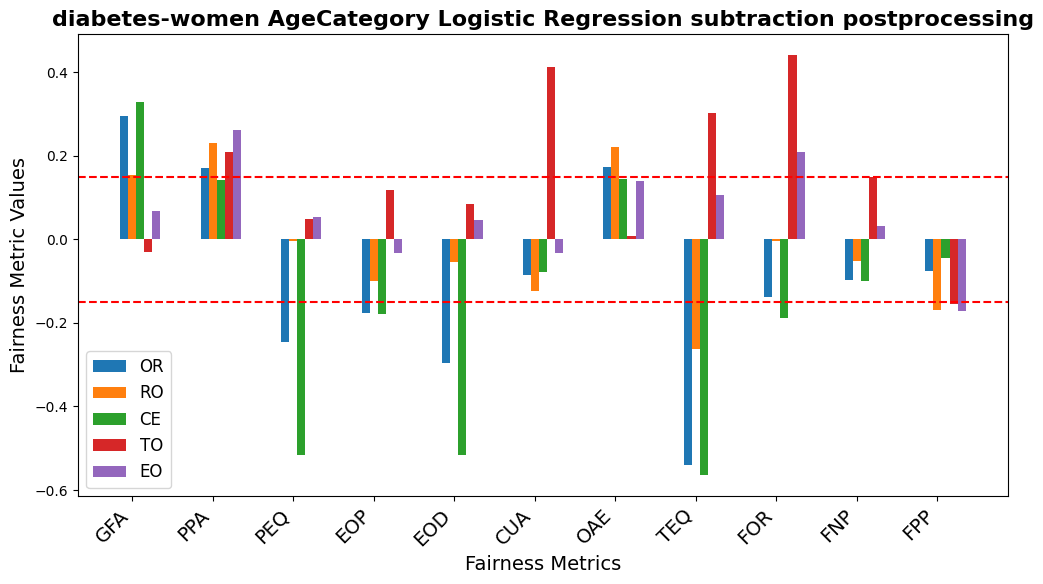 diabetes-women AgeCategory Logistic Regression subtraction postprocessing
Fairness Metric Values
0.4
0.2
0.0
−0.2
−0.4
−0.6
OR
RO
CE
TO
EO
GFA PPA PEQ EOP EOD CUA OAE TEQ FOR FNP FPP
Fairness Metrics